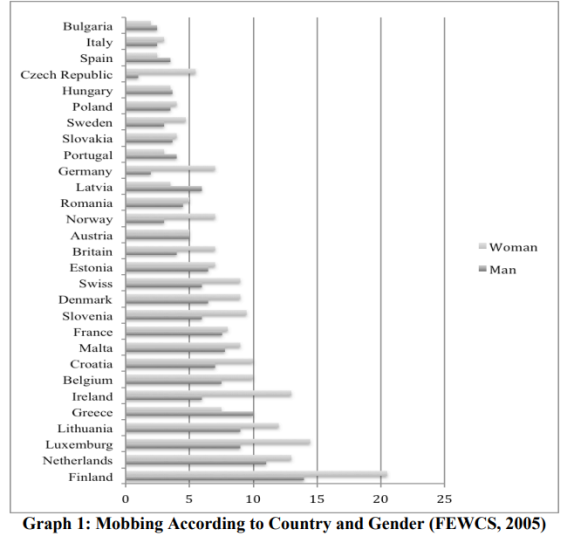 Bulgaria
Italy
Spain
Czech Republic
Hungary
Poland
Sweden
Slovakia
Portugal
Germany
Latvia
Romania
Norway
Austria
Britain
Estonia
Swiss
Denmark
Slovenia
France
Malta
Croatia
Belgium
Ireland
Greece
Lithuania
Luxemburg
Netherlands
Finland
Woman
Man
0 5 10 15 20 25
Graph 1: Mobbing According to Country and Gender (FEWCS, 2005)